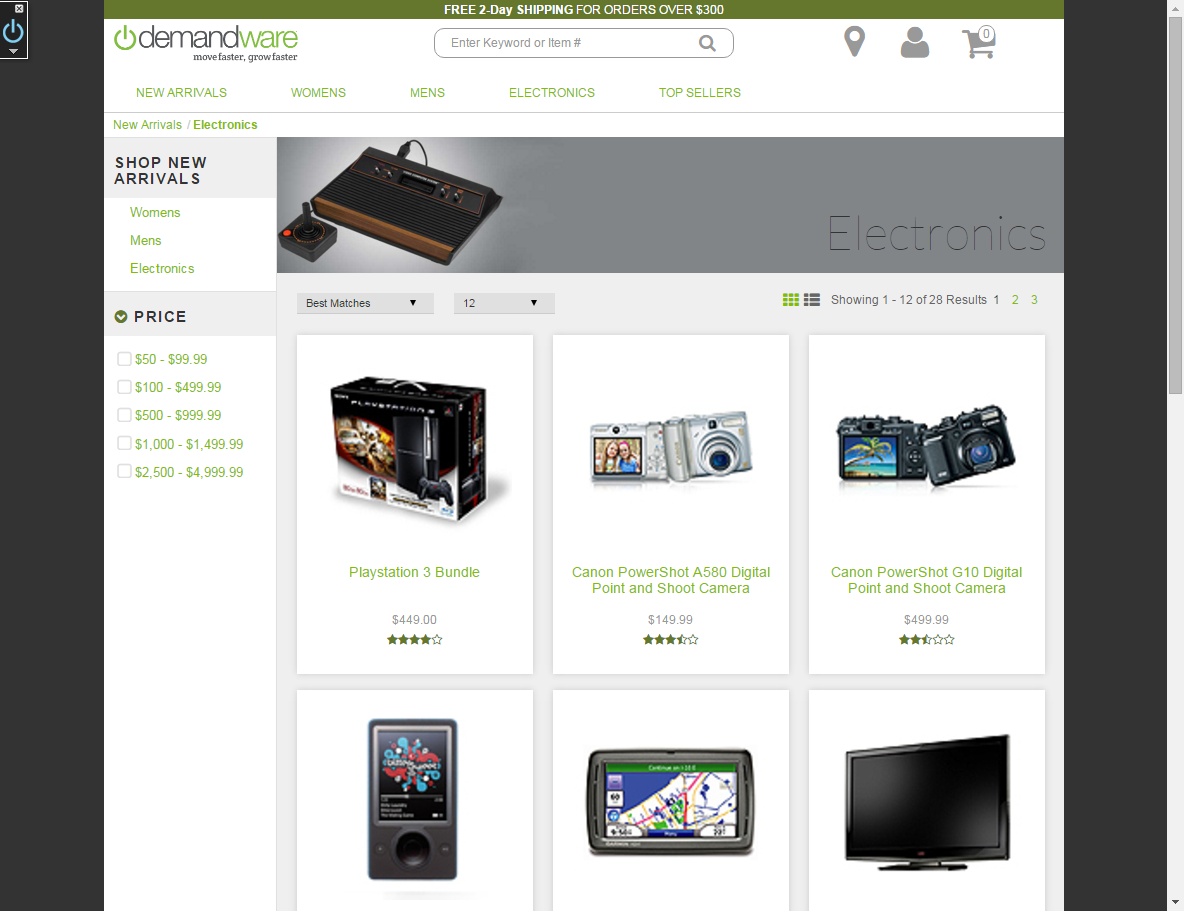 FREE 2-Day SHIPPING FOR ORDERS OVER $300
demandware
move faster, grow faster
Enter Keyword or Item #
0
NEW ARRIVALS WOMENS MENS ELECTRONICS TOP SELLERS
New Arrivals / Electronics
SHOP NEW
ARRIVALS
Womens
Mens
Electronics
PRICE
$50 - $99.99
$100 - $499.99
$500 - $999.99
$1,000 - $1,499.99
$2,500 - $4,999.99
Electronics
Best Matches 12 Showing 1 - 12 of 28 Results 1 2 3
SONY
PLAYSTATION 3
Canon
Playstation 3 Bundle
$449.00
Canon PowerShot A580 Digital
Point and Shoot Camera
$149.99
Canon PowerShot G10 Digital
Point and Shoot Camera
$499.99